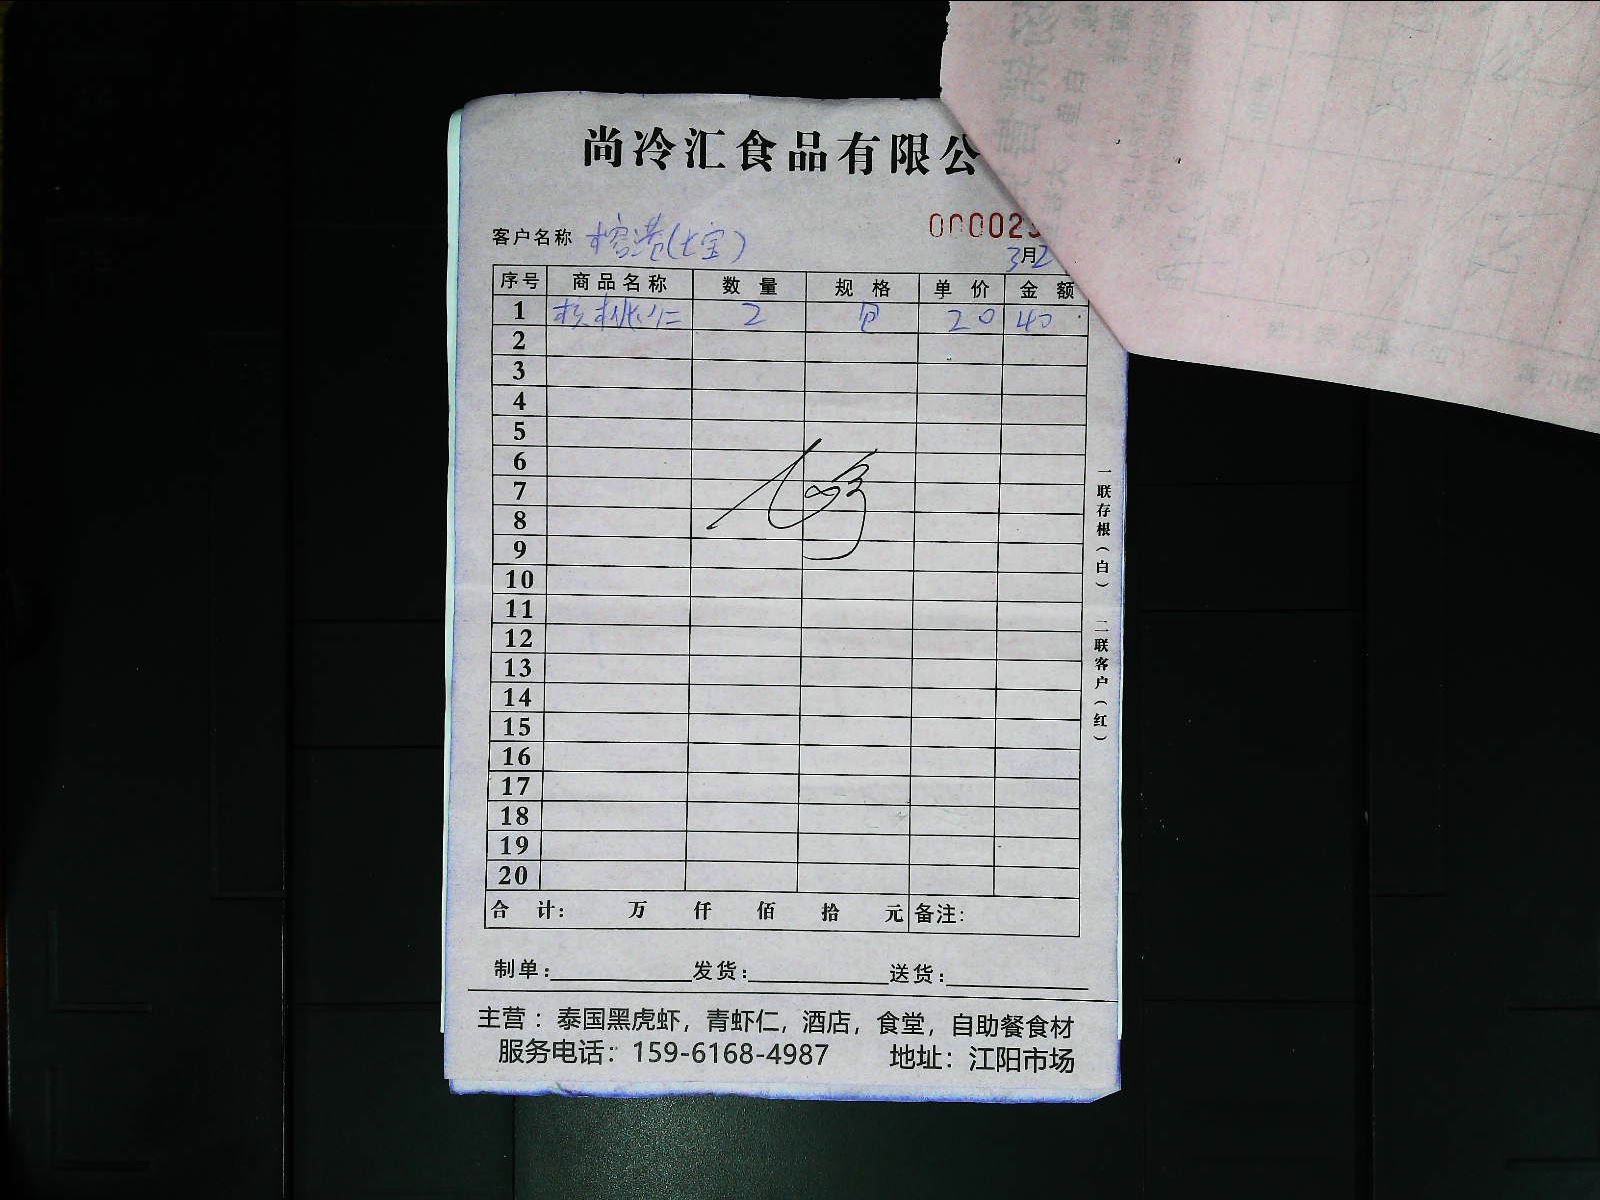 尚冷汇食品有限公
客户名称 榕港(七宝)
00002
3月2
序号 商品名称 数量 规格 单价 金额
1 核桃仁 2 包 20 40
2
3
4
5
6
7
8
9
10
11
12
13
14
15
16
17
18
19
20
合计： 万 仟 佰 拾 元 备注：
制单： 发货： 送货：
主营：泰国黑虎虾，青虾仁，酒店，食堂，自助餐食材
服务电话：159-6168-4987 地址：江阳市场
一联存根（白） 二联客户（红）